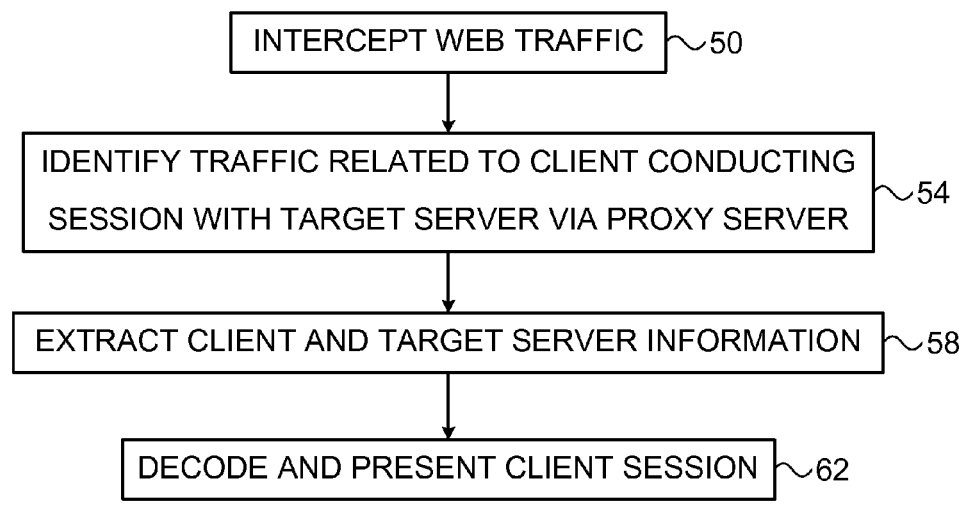 INTERCEPT WEB TRAFFIC 50
IDENTIFY TRAFFIC RELATED TO CLIENT CONDUCTING
SESSION WITH TARGET SERVER VIA PROXY SERVER 54
EXTRACT CLIENT AND TARGET SERVER INFORMATION 58
DECODE AND PRESENT CLIENT SESSION 62